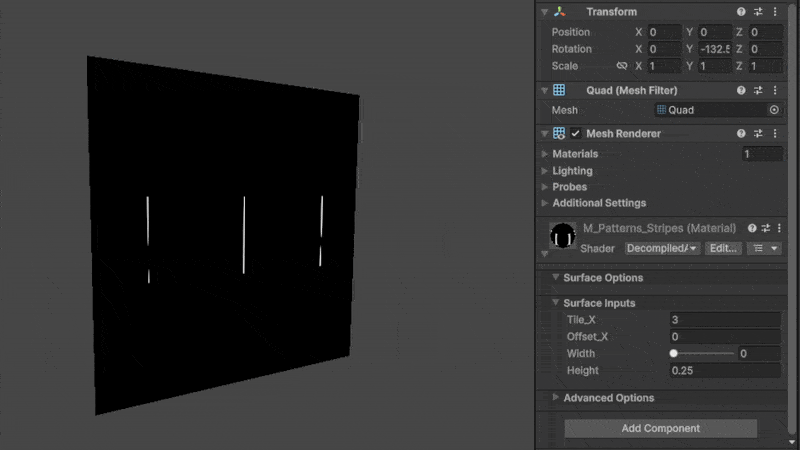 Transform
Position X 0 Y 0 Z 0
Rotation X 0 Y -132.5 Z 0
Scale X 1 Y 1 Z 1
Quad (Mesh Filter)
Mesh Quad
Mesh Renderer
Materials 1
Lighting
Probes
Additional Settings
M_Patterns_Stripes (Material)
Shader Decompiled/ Edit...
Surface Options
Surface Inputs
Tile_X 3
Offset_X 0
Width 0
Height 0.25
Advanced Options
Add Component